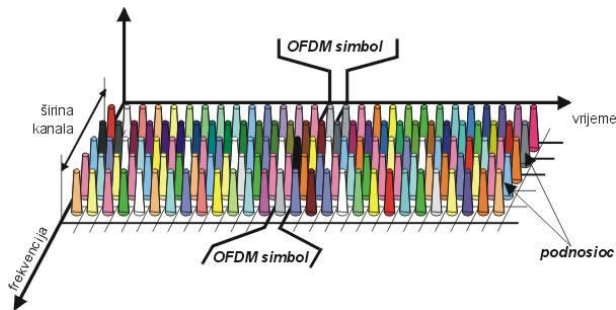 OFDM simbol
širina
kanala
vrijeme
frekvencija
OFDM simbol
podnosioc